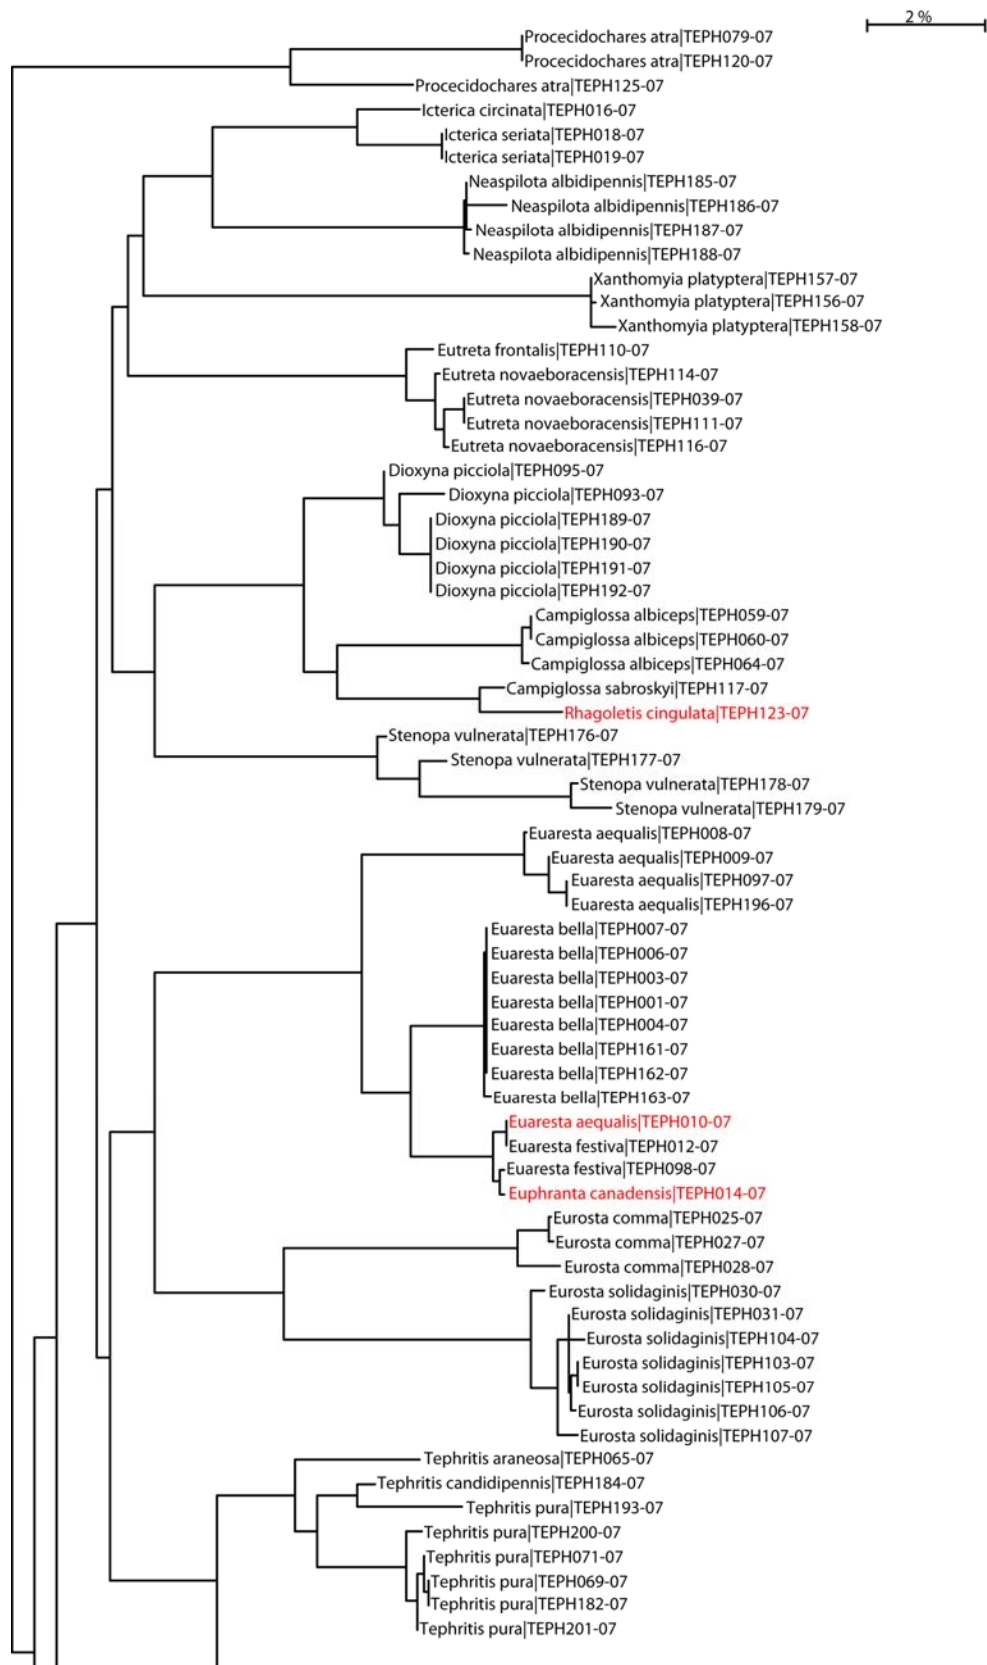 2 %
Procecidochares atra|TEPH079-07
Procecidochares atra|TEPH120-07
Procecidochares atra|TEPH125-07
Icterica circinata|TEPH016-07
Icterica seriata|TEPH018-07
Icterica seriata|TEPH019-07
Neaspilota albidipennis|TEPH185-07
Neaspilota albidipennis|TEPH186-07
Neaspilota albidipennis|TEPH187-07
Neaspilota albidipennis|TEPH188-07
Xanthomyia platyptera|TEPH157-07
Xanthomyia platyptera|TEPH156-07
Xanthomyia platyptera|TEPH158-07
Eutreta frontalis|TEPH110-07
Eutreta novaeboracensis|TEPH114-07
Eutreta novaeboracensis|TEPH039-07
Eutreta novaeboracensis|TEPH111-07
Eutreta novaeboracensis|TEPH116-07
Dioxyna picciola|TEPH095-07
Dioxyna picciola|TEPH093-07
Dioxyna picciola|TEPH189-07
Dioxyna picciola|TEPH190-07
Dioxyna picciola|TEPH191-07
Dioxyna picciola|TEPH192-07
Campiglossa albiceps|TEPH059-07
Campiglossa albiceps|TEPH060-07
Campiglossa albiceps|TEPH064-07
Campiglossa sabroskyi|TEPH117-07
Rhagoletis cingulata|TEPH123-07
Stenopa vulnerata|TEPH176-07
Stenopa vulnerata|TEPH177-07
Stenopa vulnerata|TEPH178-07
Stenopa vulnerata|TEPH179-07
Euaresta aequalis|TEPH008-07
Euaresta aequalis|TEPH009-07
Euaresta aequalis|TEPH097-07
Euaresta aequalis|TEPH196-07
Euaresta bella|TEPH007-07
Euaresta bella|TEPH006-07
Euaresta bella|TEPH003-07
Euaresta bella|TEPH001-07
Euaresta bella|TEPH004-07
Euaresta bella|TEPH161-07
Euaresta bella|TEPH162-07
Euaresta bella|TEPH163-07
Euaresta aequalis|TEPH010-07
Euaresta festiva|TEPH012-07
Euaresta festiva|TEPH098-07
Euphranta canadensis|TEPH014-07
Eurosta comma|TEPH025-07
Eurosta comma|TEPH027-07
Eurosta comma|TEPH028-07
Eurosta solidaginis|TEPH030-07
Eurosta solidaginis|TEPH031-07
Eurosta solidaginis|TEPH104-07
Eurosta solidaginis|TEPH103-07
Eurosta solidaginis|TEPH105-07
Eurosta solidaginis|TEPH106-07
Eurosta solidaginis|TEPH107-07
Tephritis araneosa|TEPH065-07
Tephritis candidipennis|TEPH184-07
Tephritis pura|TEPH193-07
Tephritis pura|TEPH200-07
Tephritis pura|TEPH071-07
Tephritis pura|TEPH069-07
Tephritis pura|TEPH182-07
Tephritis pura|TEPH201-07